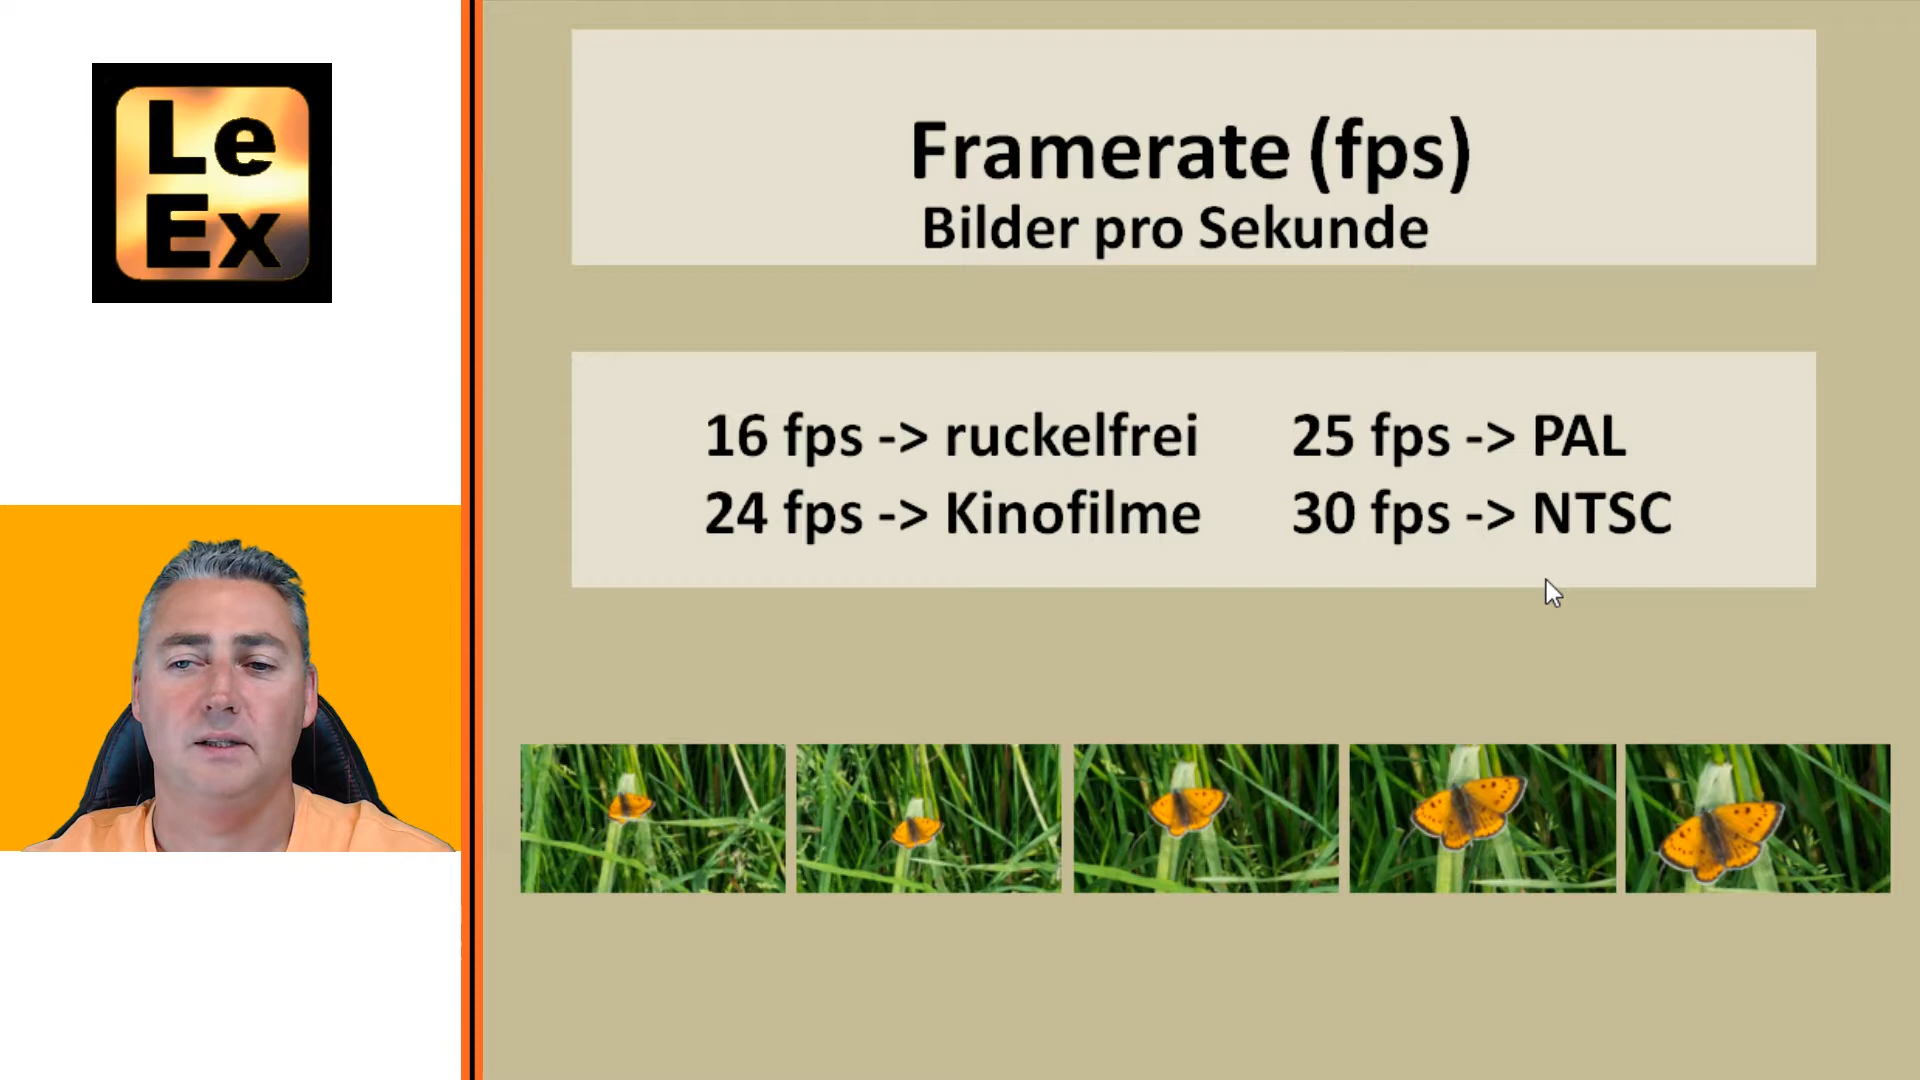 Le
Ex
Framerate (fps)
Bilder pro Sekunde
16 fps -> ruckelfrei
24 fps -> Kinofilme
25 fps -> PAL
30 fps -> NTSC